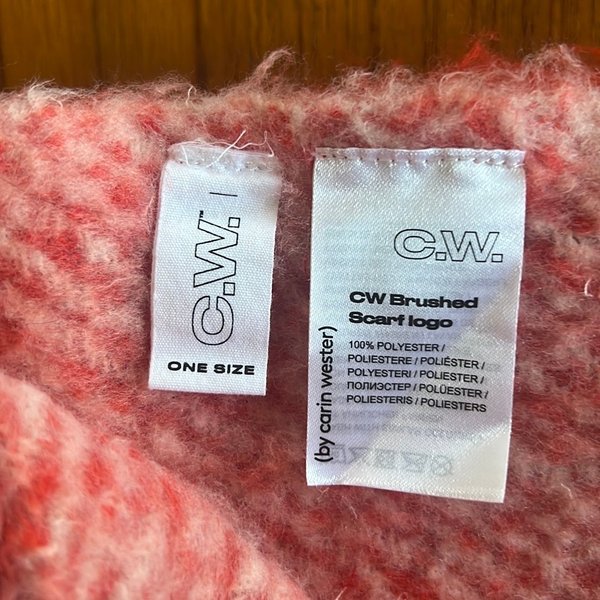 C.W.™
ONE SIZE
C.W.
CW Brushed
Scarf logo
100% POLYESTER /
POLIESTERE / POLIÉSTER /
POLYESTERI / POLIESTER /
ПОЛИЭСТЕР / POLÜESTER /
POLIESTERIS / POLIESTERS
(by carin wester)